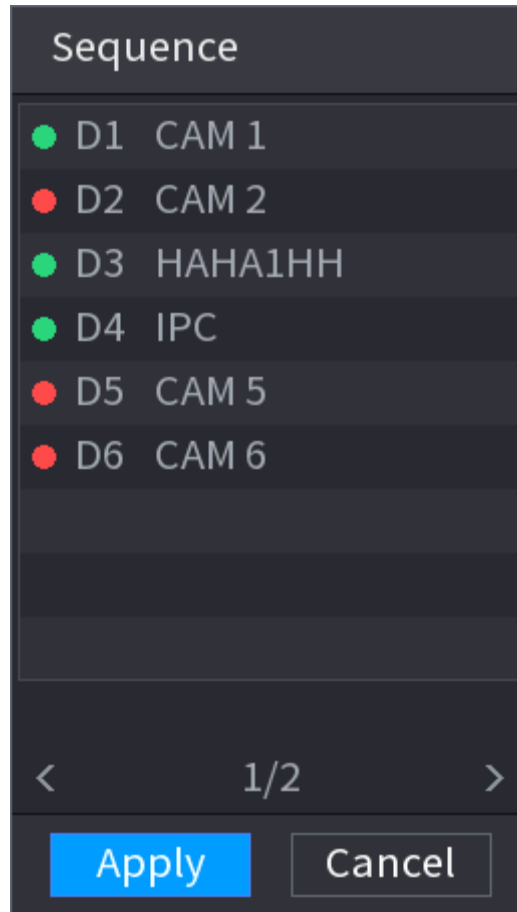 Sequence
D1 CAM 1
D2 CAM 2
D3 HAHA1HH
D4 IPC
D5 CAM 5
D6 CAM 6
< 1/2 >
Apply Cancel